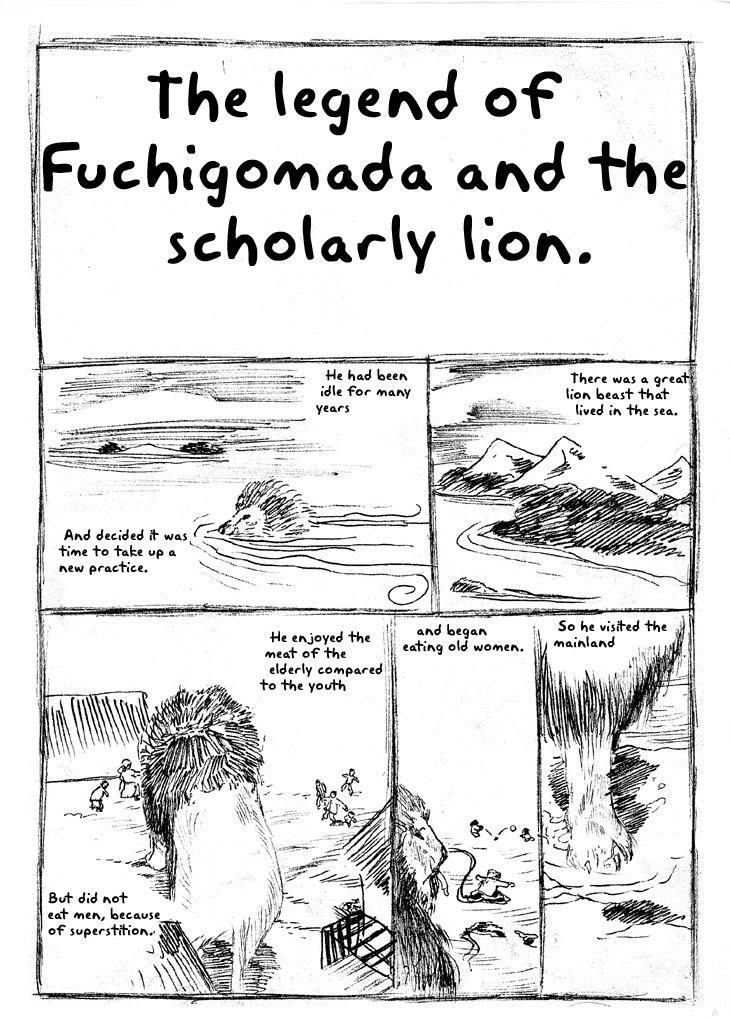 The legend of
Fuchigomada and the
scholarly lion.
There was a great
lion beast that
lived in the sea.
He had been
idle for many
years
And decided it was
time to take up a
new practice.
So he visited the
mainland
and began
eating old women.
He enjoyed the
meat of the
elderly compared
to the youth
But did not
eat men, because
of superstition.